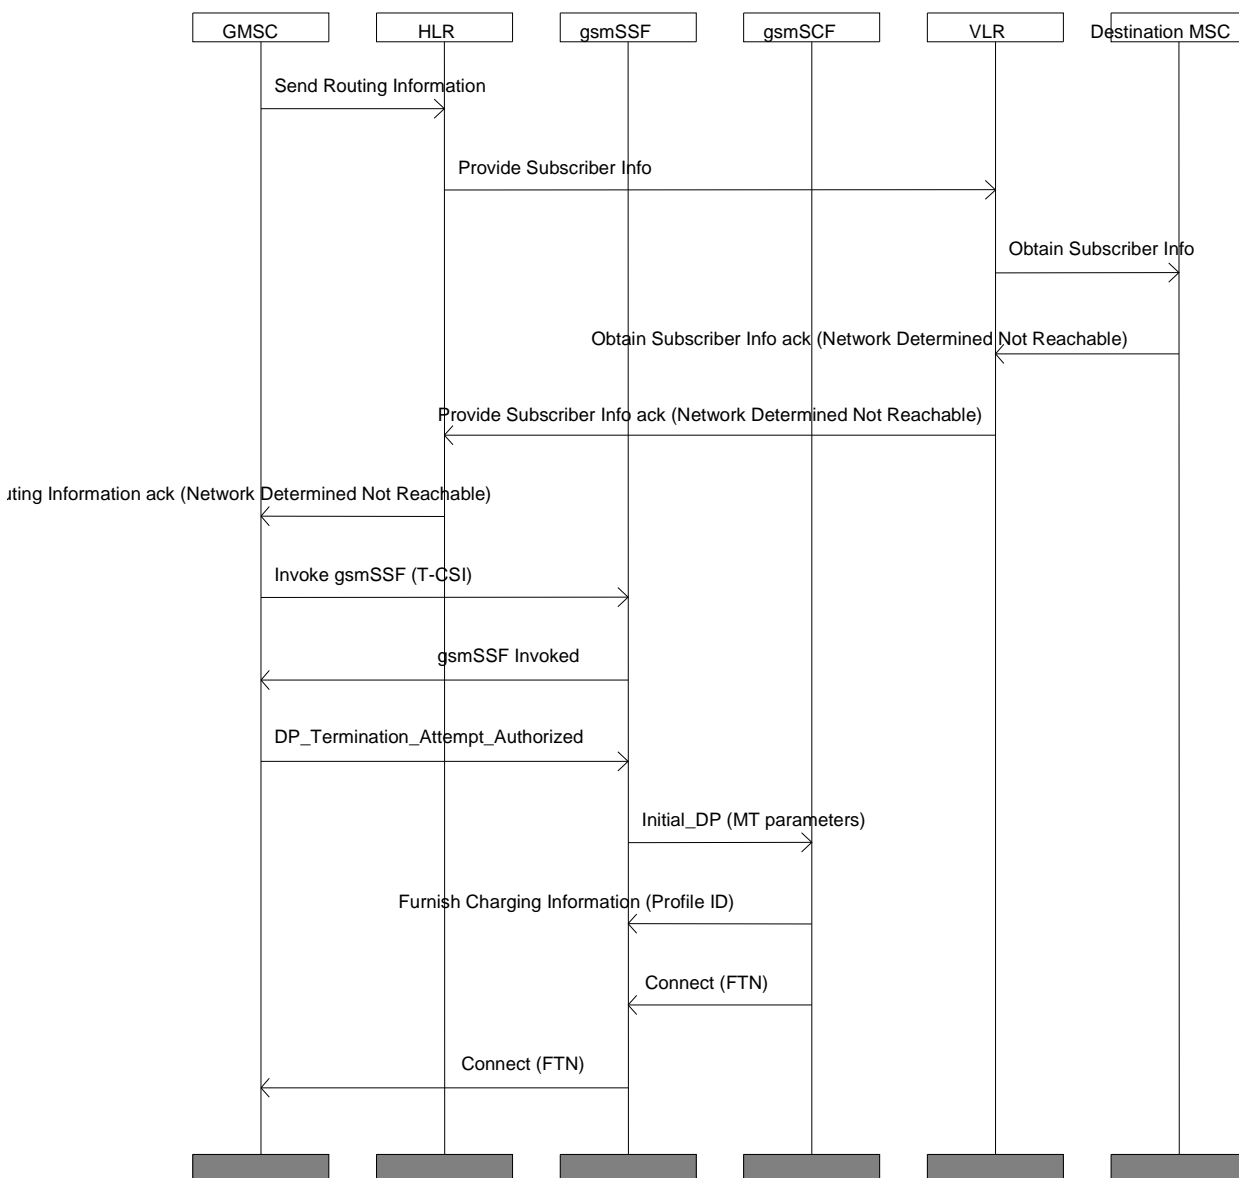 GMSC
HLR
gsmSSF
gsmSCF
VLR
Destination MSC
Send Routing Information
Provide Subscriber Info
Obtain Subscriber Info
Obtain Subscriber Info ack (Network Determined Not Reachable)
Provide Subscriber Info ack (Network Determined Not Reachable)
Information ack (Network Determined Not Reachable)
Invoke gsmSSF (T-CSI)
gsmSSF Invoked
DP_Termination_Attempt_Authorized
Initial_DP (MT parameters)
Furnish Charging Information (Profile ID)
Connect (FTN)
Connect (FTN)